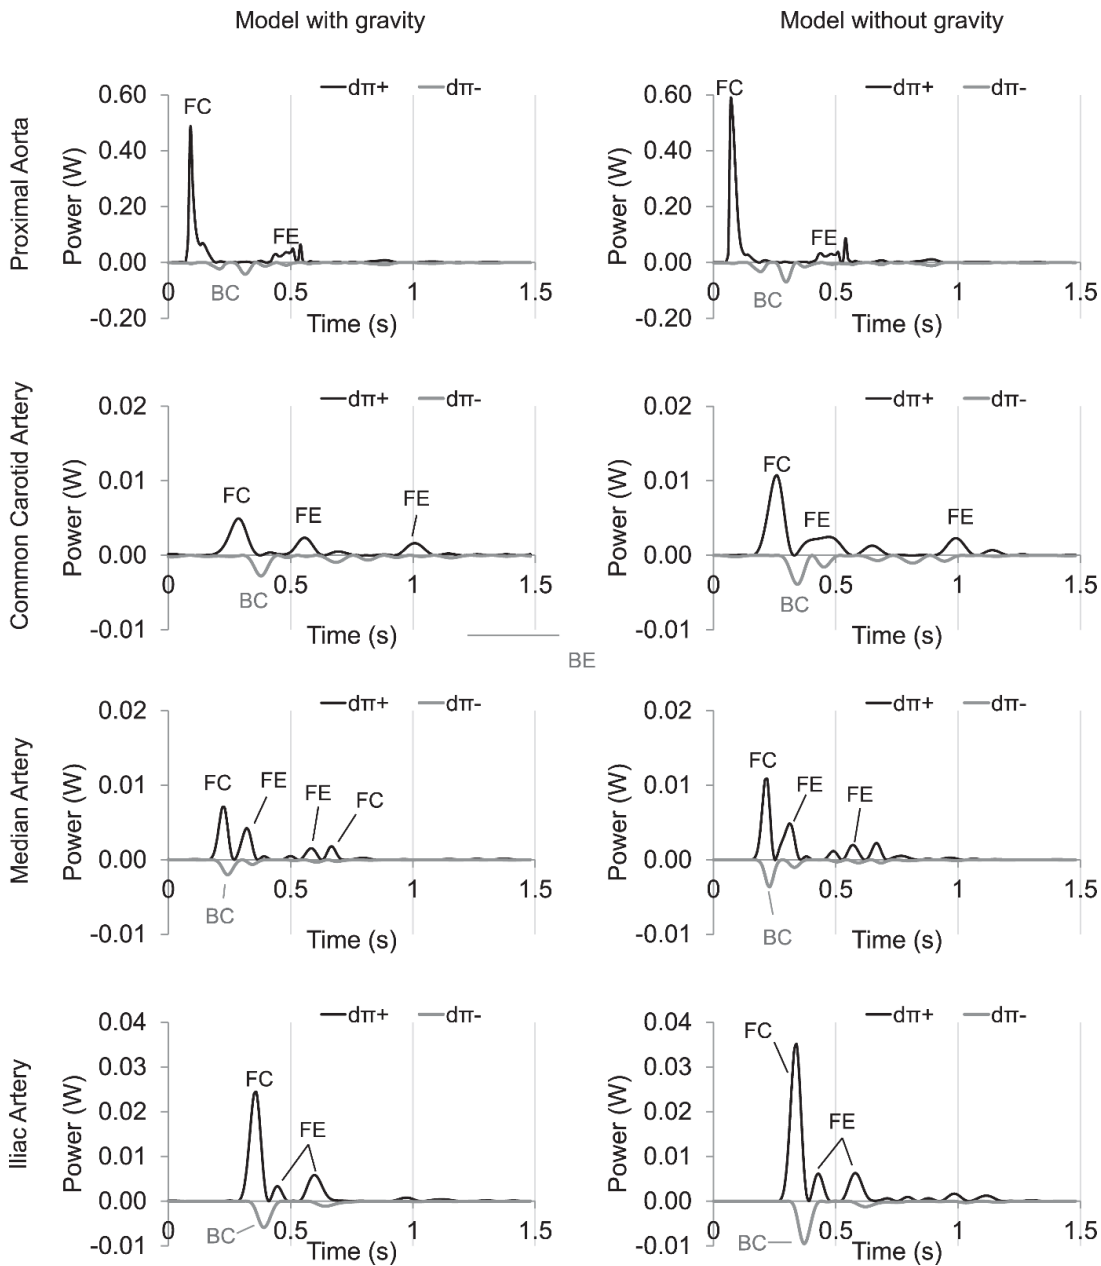 Model with gravity
Model without gravity
Proximal Aorta
Power (W)
dπ+ dπ-
0.60
0.40
0.20
0.00
-0.20
FC
FE
BC
0 0.5 1 1.5
Time (s)
Power (W)
dπ+ dπ-
0.60
0.40
0.20
0.00
-0.20
FC
FE
BC
0 0.5 1 1.5
Time (s)
Common Carotid Artery
Power (W)
dπ+ dπ-
0.02
0.01
0.00
-0.01
FC
FE
FE
BC
0 0.5 1 1.5
Time (s)
BE
Power (W)
dπ+ dπ-
0.02
0.01
0.00
-0.01
FC
FE
FE
BC
0 0.5 1 1.5
Time (s)
Median Artery
Power (W)
dπ+ dπ-
0.02
0.01
0.00
-0.01
FC
FE
FE
FC
BC
0 0.5 1 1.5
Time (s)
Power (W)
dπ+ dπ-
0.02
0.01
0.00
-0.01
FC
FE
FE
BC
0 0.5 1 1.5
Time (s)
Iliac Artery
Power (W)
dπ+ dπ-
0.04
0.03
0.02
0.01
0.00
-0.01
FC
FE
BC
0 0.5 1 1.5
Time (s)
Power (W)
dπ+ dπ-
0.04
0.03
0.02
0.01
0.00
-0.01
FC
FE
BC
0 0.5 1 1.5
Time (s)